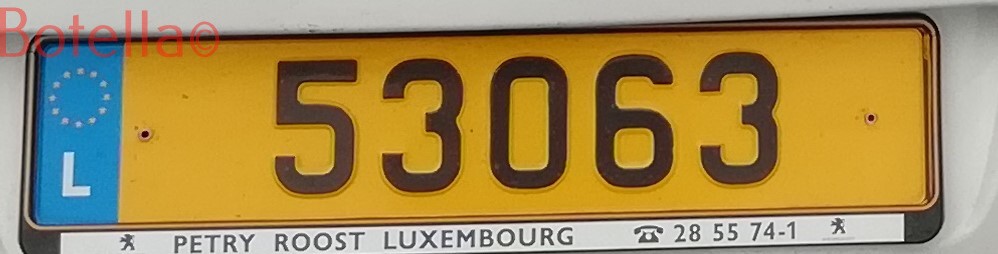 Botella©
53063
L
PETRY ROOST LUXEMBOURG ☎ 28 55 74-1